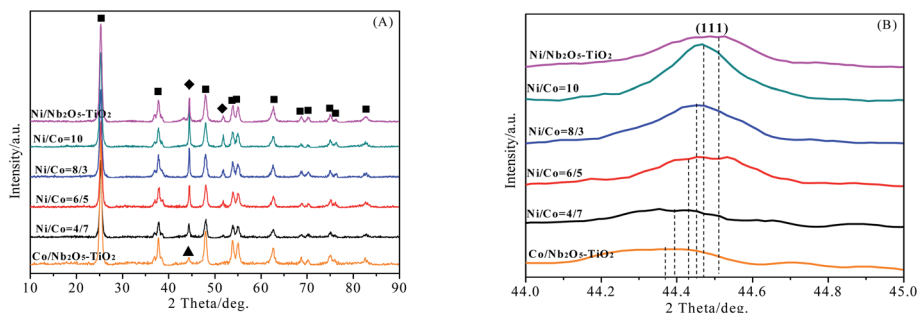 (A)
Intensity/a.u.
Ni/Nb₂O₅-TiO₂
Ni/Co=10
Ni/Co=8/3
Ni/Co=6/5
Ni/Co=4/7
Co/Nb₂O₅-TiO₂
10 20 30 40 50 60 70 80 90
2 Theta/deg.
(B)
(111)
Intensity/a.u.
Ni/Nb₂O₅-TiO₂
Ni/Co=10
Ni/Co=8/3
Ni/Co=6/5
Ni/Co=4/7
Co/Nb₂O₅-TiO₂
44.0 44.2 44.4 44.6 44.8 45.0
2 Theta/deg.